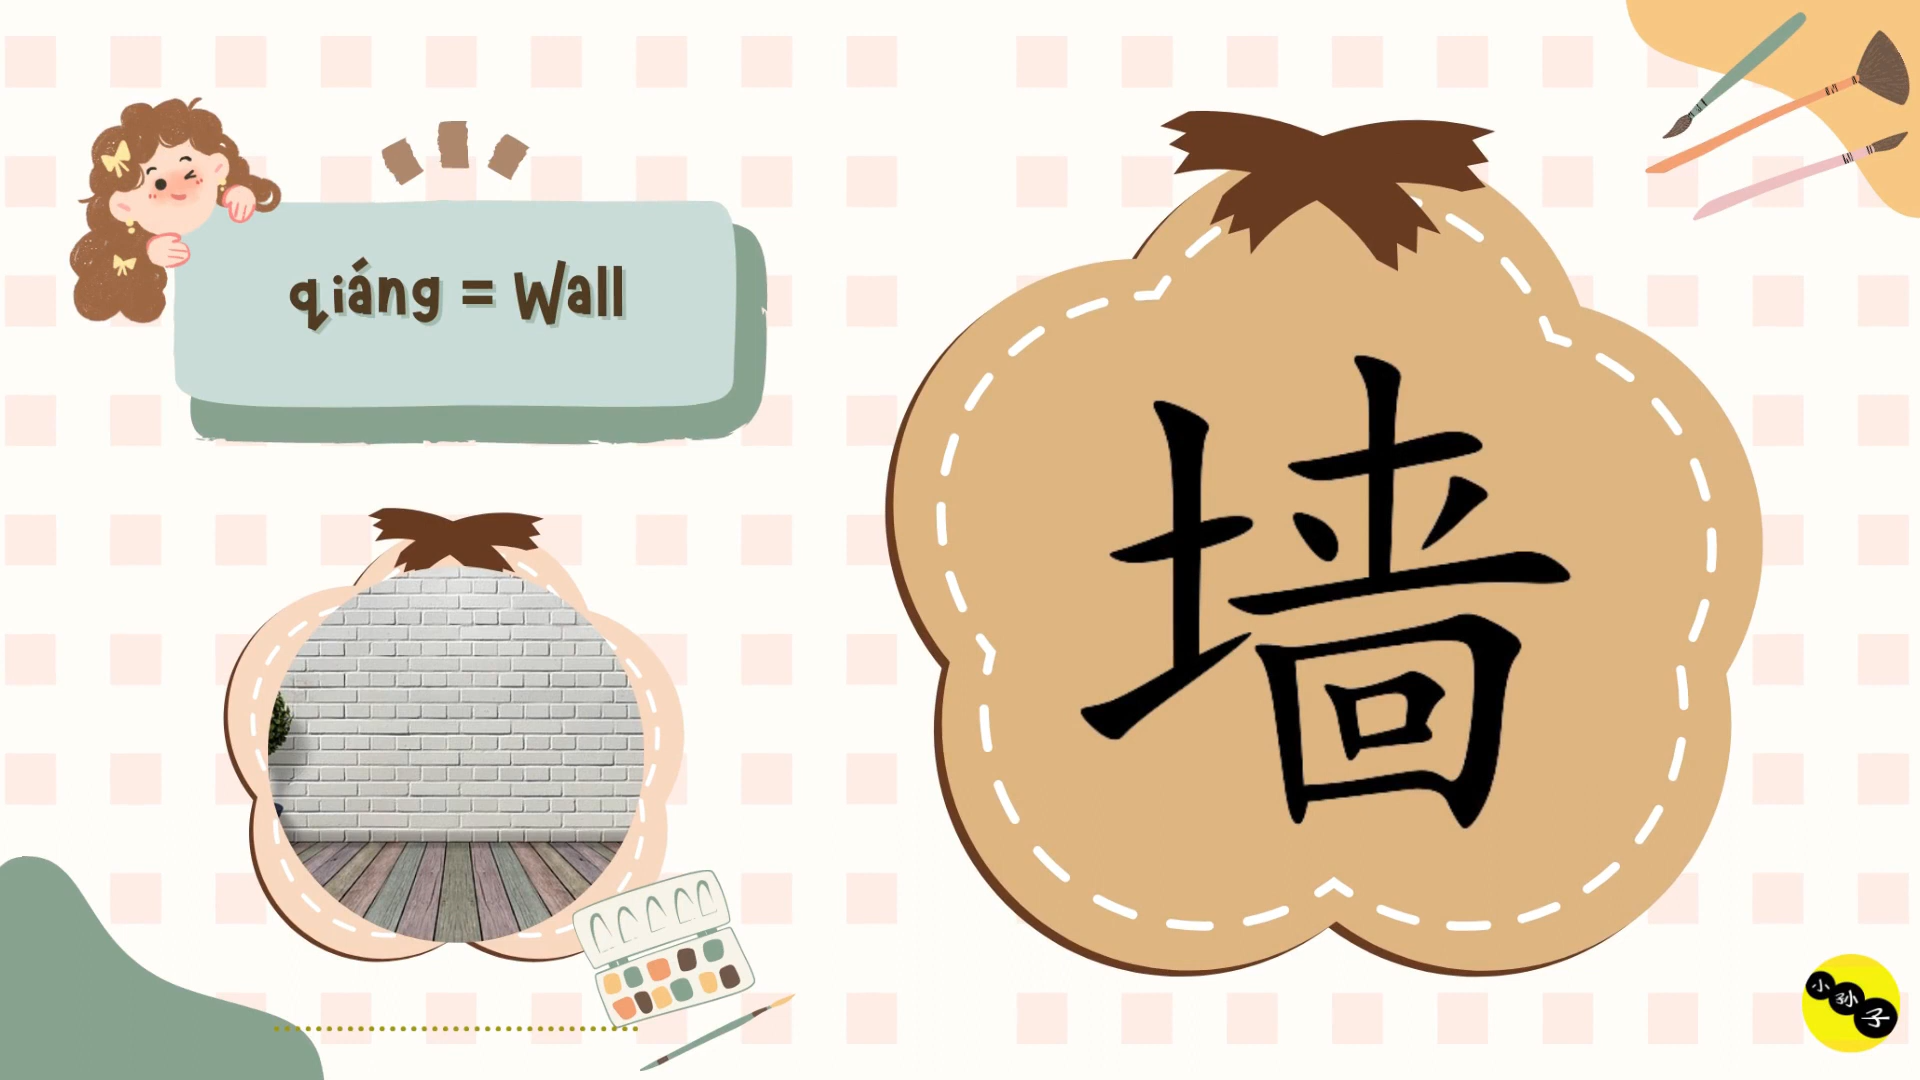 qiáng = Wall
墙
小孙子